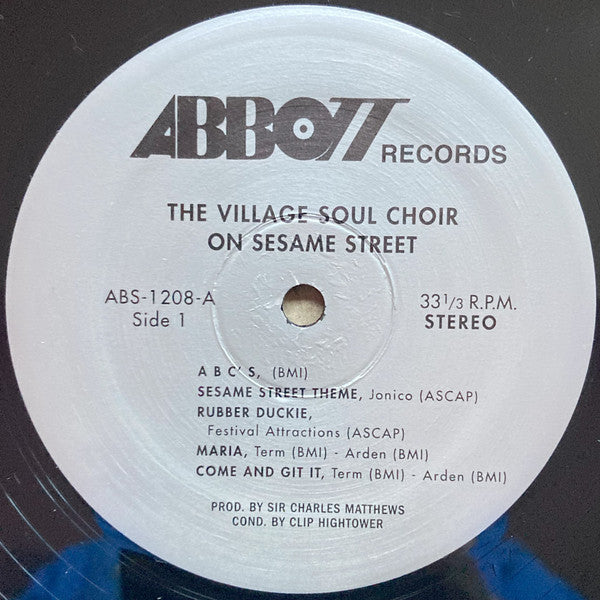 ABBOTT RECORDS
THE VILLAGE SOUL CHOIR
ON SESAME STREET
ABS-1208-A
Side 1
33 1/3 R.P.M.
STEREO
A B C' S, (BMI)
SESAME STREET THEME, Jonico (ASCAP)
RUBBER DUCKIE,
Festival Attractions (ASCAP)
MARIA, Term (BMI) - Arden (BMI)
COME AND GIT IT, Term (BMI) - Arden (BMI)
PROD. BY SIR CHARLES MATTHEWS
COND. BY CLIP HIGHTOWER